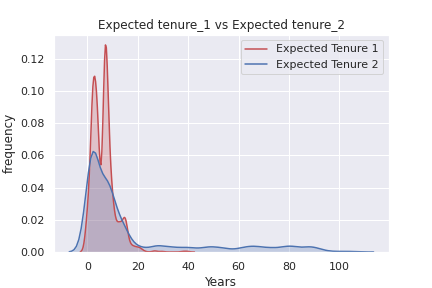 Expected tenure_1 vs Expected tenure_2
Expected Tenure 1
Expected Tenure 2
0.12
0.10
0.08
0.06
0.04
0.02
0.00
frequency
0 20 40 60 80 100
Years